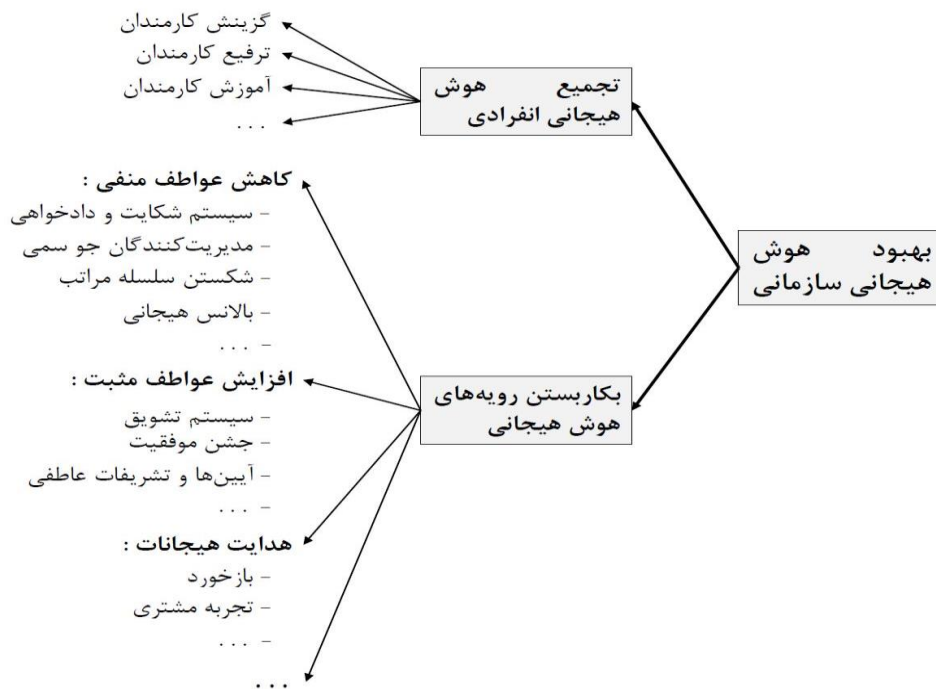 بهبود هوش
هیجانی سازمانی
تجمیع هوش
هیجانی انفرادی
گزینش کارمندان
ترفیع کارمندان
آموزش کارمندان
. . .
بکاربستن رویه‌های
هوش هیجانی
کاهش عواطف منفی :
– سیستم شکایت و دادخواهی
– مدیریت‌کنندگان جو سمی
– شکستن سلسله مراتب
– بالانس هیجانی
– . . .
افزایش عواطف مثبت :
– سیستم تشویق
– جشن موفقیت
– آیین‌ها و تشریفات عاطفی
– . . .
هدایت هیجانات :
– بازخورد
– تجربه مشتری
– . . .
. . .